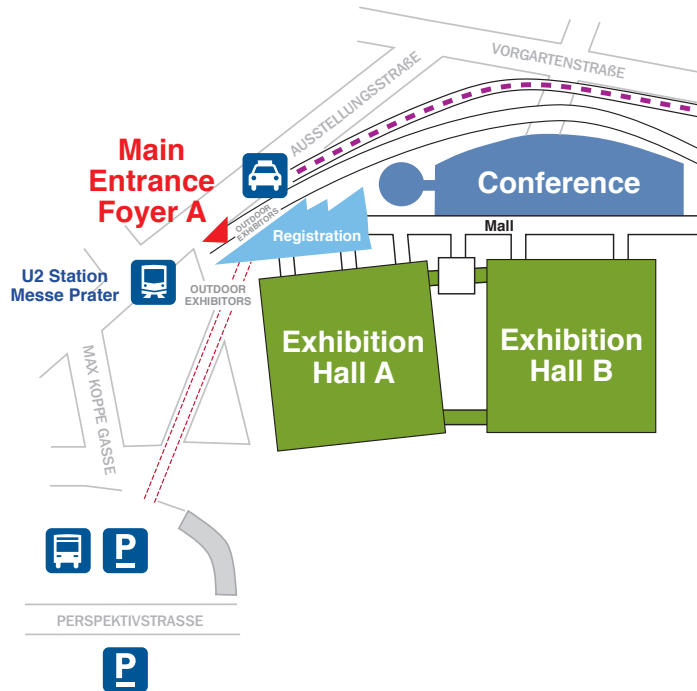 VORGARTENSTRAßE
AUSSTELLUNGSSTRAßE
Main
Entrance
Foyer A
OUTDOOR
EXHIBITORS
Registration
Conference
Mall
U2 Station
Messe Prater
OUTDOOR
EXHIBITORS
Exhibition
Hall A
Exhibition
Hall B
MAX KOPPE GASSE
P
PERSPEKTIVSTRASSE
P